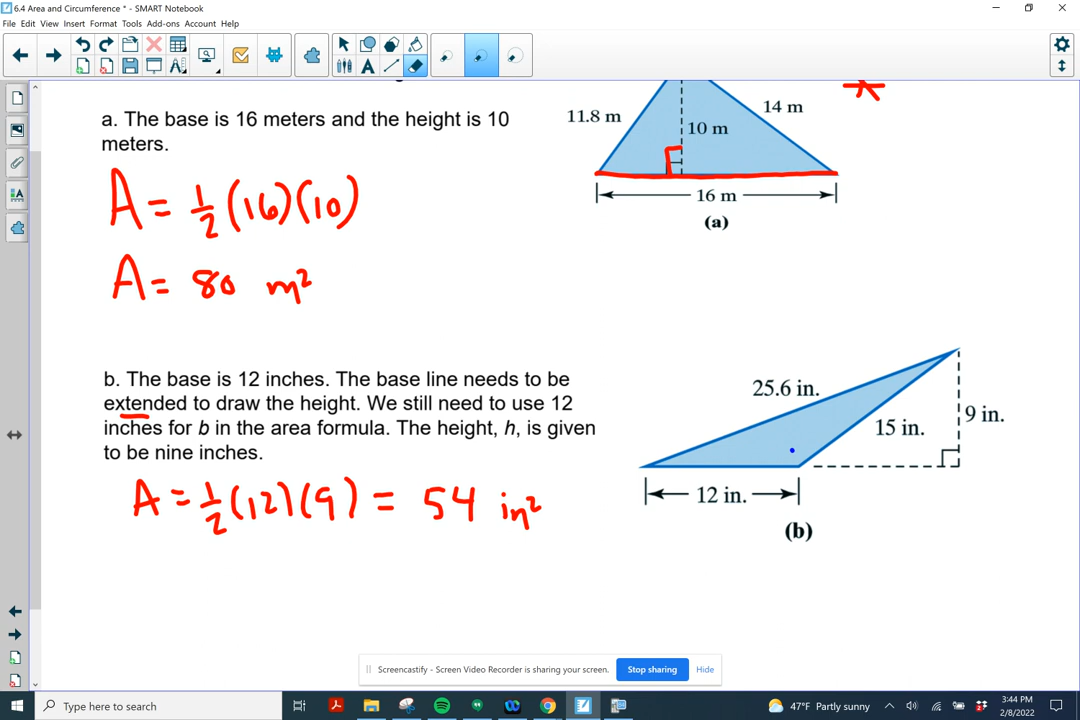 6.4 Area and Circumference * - SMART Notebook
File Edit View Insert Format Tools Add-ons Account Help
a. The base is 16 meters and the height is 10
meters.
11.8 m
14 m
10 m
16 m
(a)
A = 1/2 (16)(10)
A = 80 m²
b. The base is 12 inches. The base line needs to be
extended to draw the height. We still need to use 12
inches for b in the area formula. The height, h, is given
to be nine inches.
25.6 in.
9 in.
15 in.
12 in.
(b)
A = 1/2 (12)(9) = 54 in²
Screencastify - Screen Video Recorder is sharing your screen.
Stop sharing
Hide
Type here to search
47°F Partly sunny
3:44 PM
2/8/2022